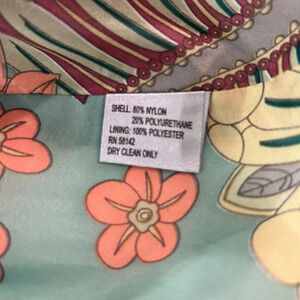 SHELL: 80% NYLON
20% POLYURETHANE
LINING: 100% POLYESTER
RN 58142
DRY CLEAN ONLY